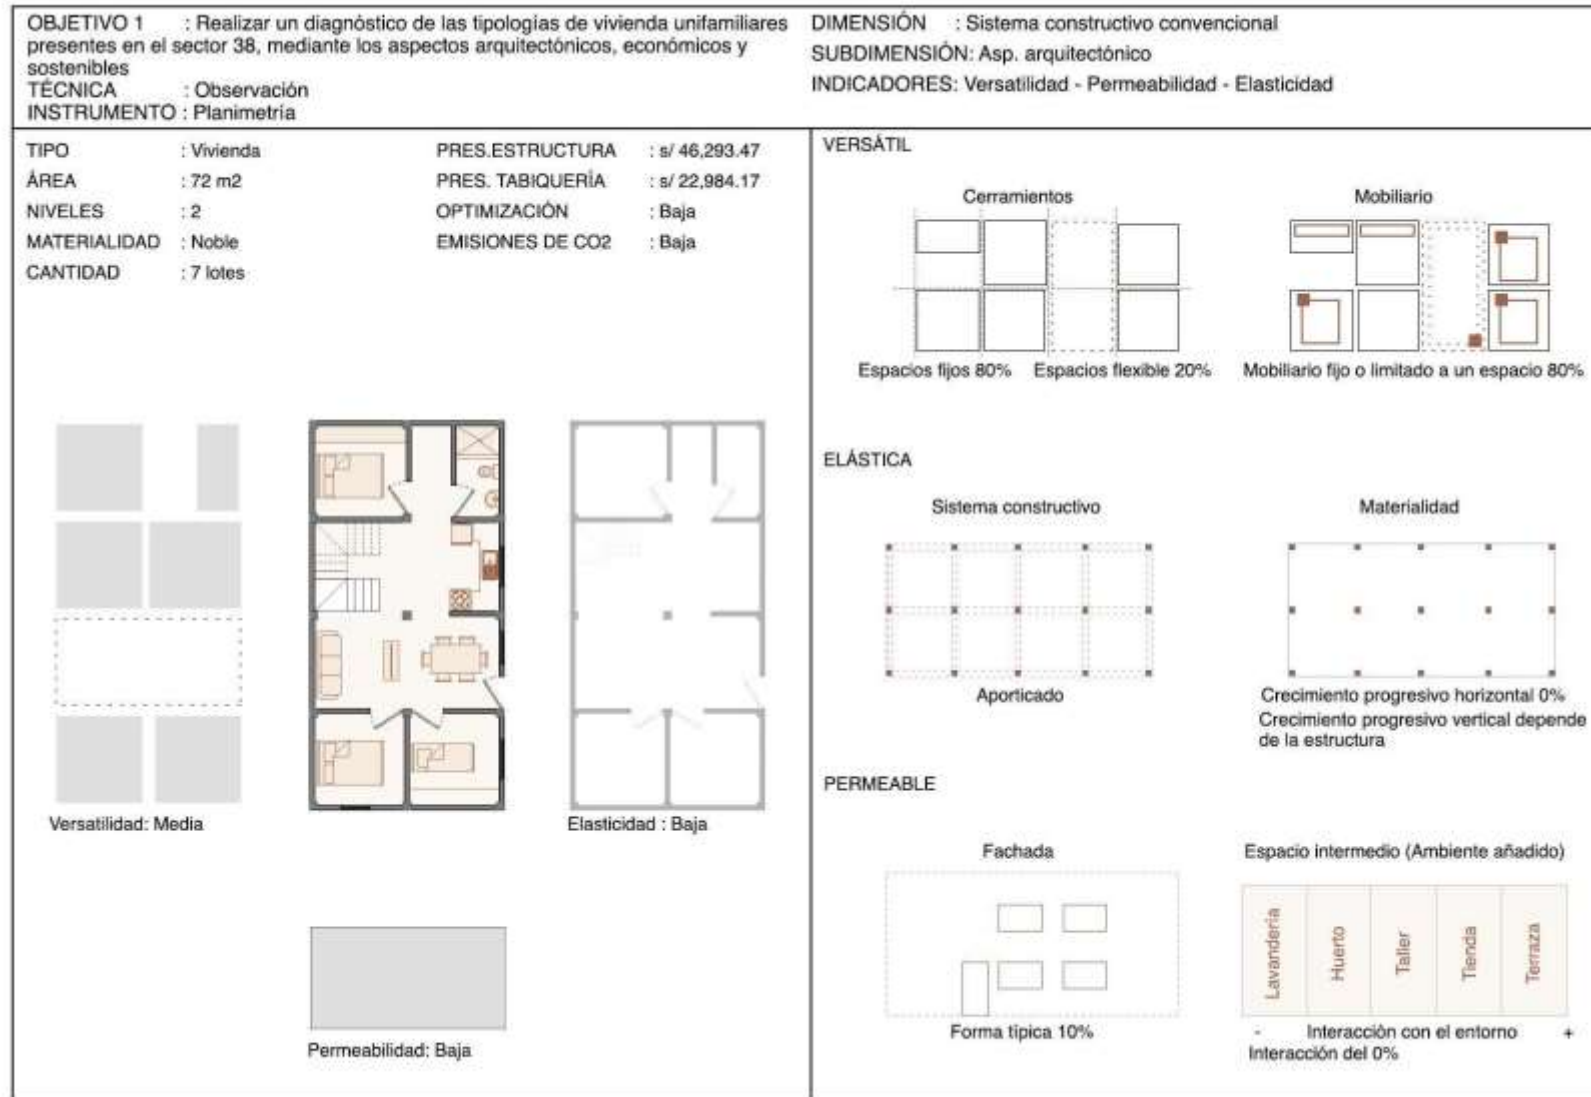 OBJETIVO 1 : Realizar un diagnóstico de las tipologías de vivienda unifamiliares
presentes en el sector 38, mediante los aspectos arquitectónicos, económicos y
sostenibles
TÉCNICA : Observación
INSTRUMENTO : Planimetría
DIMENSIÓN : Sistema constructivo convencional
SUBDIMENSIÓN: Asp. arquitectónico
INDICADORES: Versatilidad - Permeabilidad - Elasticidad
TIPO : Vivienda
ÁREA : 72 m2
NIVELES : 2
MATERIALIDAD : Noble
CANTIDAD : 7 lotes
PRES.ESTRUCTURA : s/ 46,293.47
PRES. TABIQUERÍA : s/ 22,984.17
OPTIMIZACIÓN : Baja
EMISIONES DE CO2 : Baja
Versatilidad: Media
Elasticidad : Baja
Permeabilidad: Baja
VERSÁTIL
Cerramientos
Mobiliario
Espacios fijos 80%
Espacios flexible 20%
Mobiliario fijo o limitado a un espacio 80%
ELÁSTICA
Sistema constructivo
Materialidad
Aporticado
Crecimiento progresivo horizontal 0%
Crecimiento progresivo vertical depende
de la estructura
PERMEABLE
Fachada
Espacio intermedio (Ambiente añadido)
Lavandería
Huerto
Taller
Tienda
Terraza
Forma típica 10%
- Interacción con el entorno +
Interacción del 0%